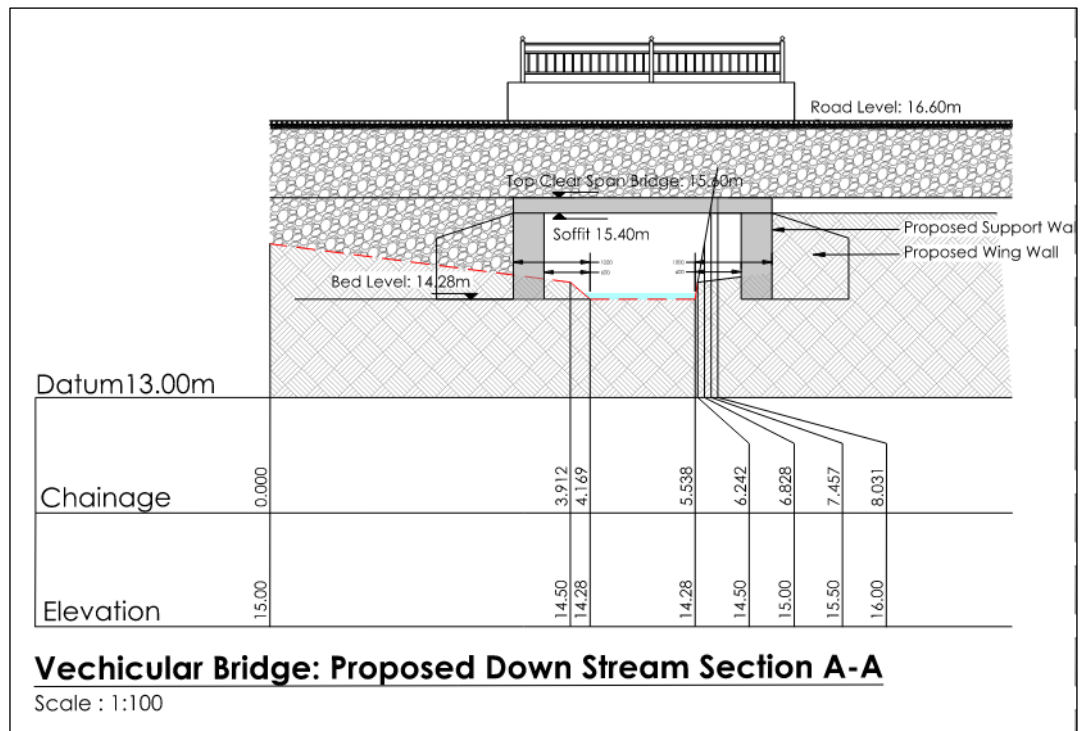 Road Level: 16.60m
Top Clear Span Bridge: 15.60m
Soffit 15.40m
Proposed Support Wal
Proposed Wing Wall
Bed Level: 14.28m
Datum13.00m
Chainage 0.000 3.912 4.169 5.538 6.242 6.828 7.457 8.031
Elevation 15.00 14.50 14.28 14.28 14.50 15.00 15.50 16.00
Vechicular Bridge: Proposed Down Stream Section A-A
Scale : 1:100